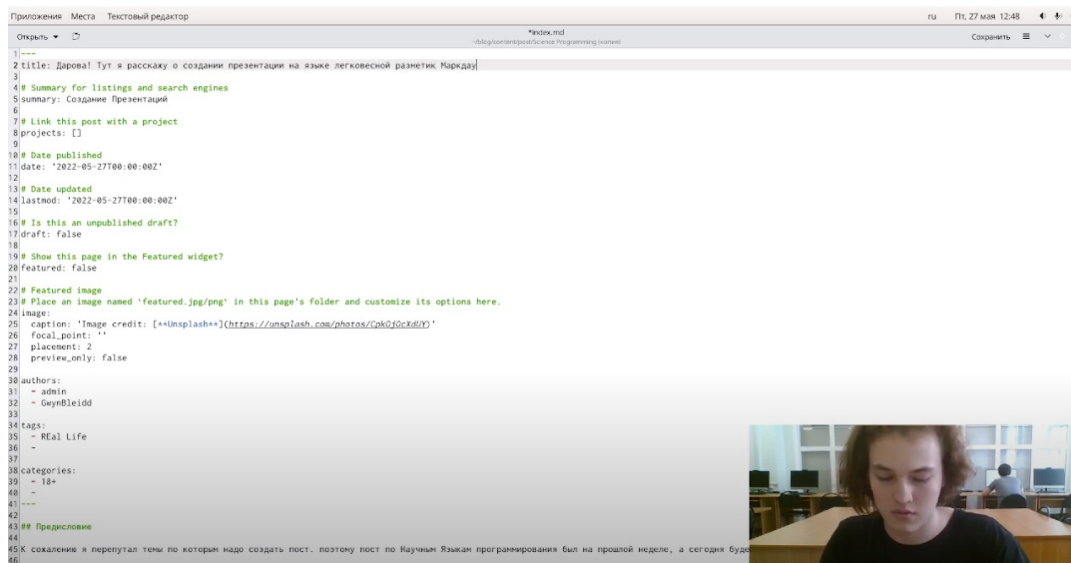 Приложения Места Текстовый редактор ru Пт, 27 мая 12:48
Открыть *index.md Сохранить
~/blog/content/post/Science Programming (копия)
1 ---
2 title: Дарова! Тут я расскажу о создании презентации на языке легковесной разметик Маркдау
3
4 # Summary for listings and search engines
5 summary: Создание Презентаций
6
7 # Link this post with a project
8 projects: []
9
10 # Date published
11 date: '2022-05-27T00:00:00Z'
12
13 # Date updated
14 lastmod: '2022-05-27T00:00:00Z'
15
16 # Is this an unpublished draft?
17 draft: false
18
19 # Show this page in the Featured widget?
20 featured: false
21
22 # Featured image
23 # Place an image named `featured.jpg/png` in this page's folder and customize its options here.
24 image:
25 caption: 'Image credit: [**Unsplash**](https://unsplash.com/photos/CpkOjOcXdUY)'
26 focal_point: ''
27 placement: 2
28 preview_only: false
29
30 authors:
31 - admin
32 - GwynBleidd
33
34 tags:
35 - REal Life
36 -
37
38 categories:
39 - 18+
40 -
41 ---
42
43 ## Предисловие
44
45 К сожалению я перепутал темы по которым надо создать пост. поэтому пост по Научным Языкам программирования был на прошлой неделе, а сегодня буде
46